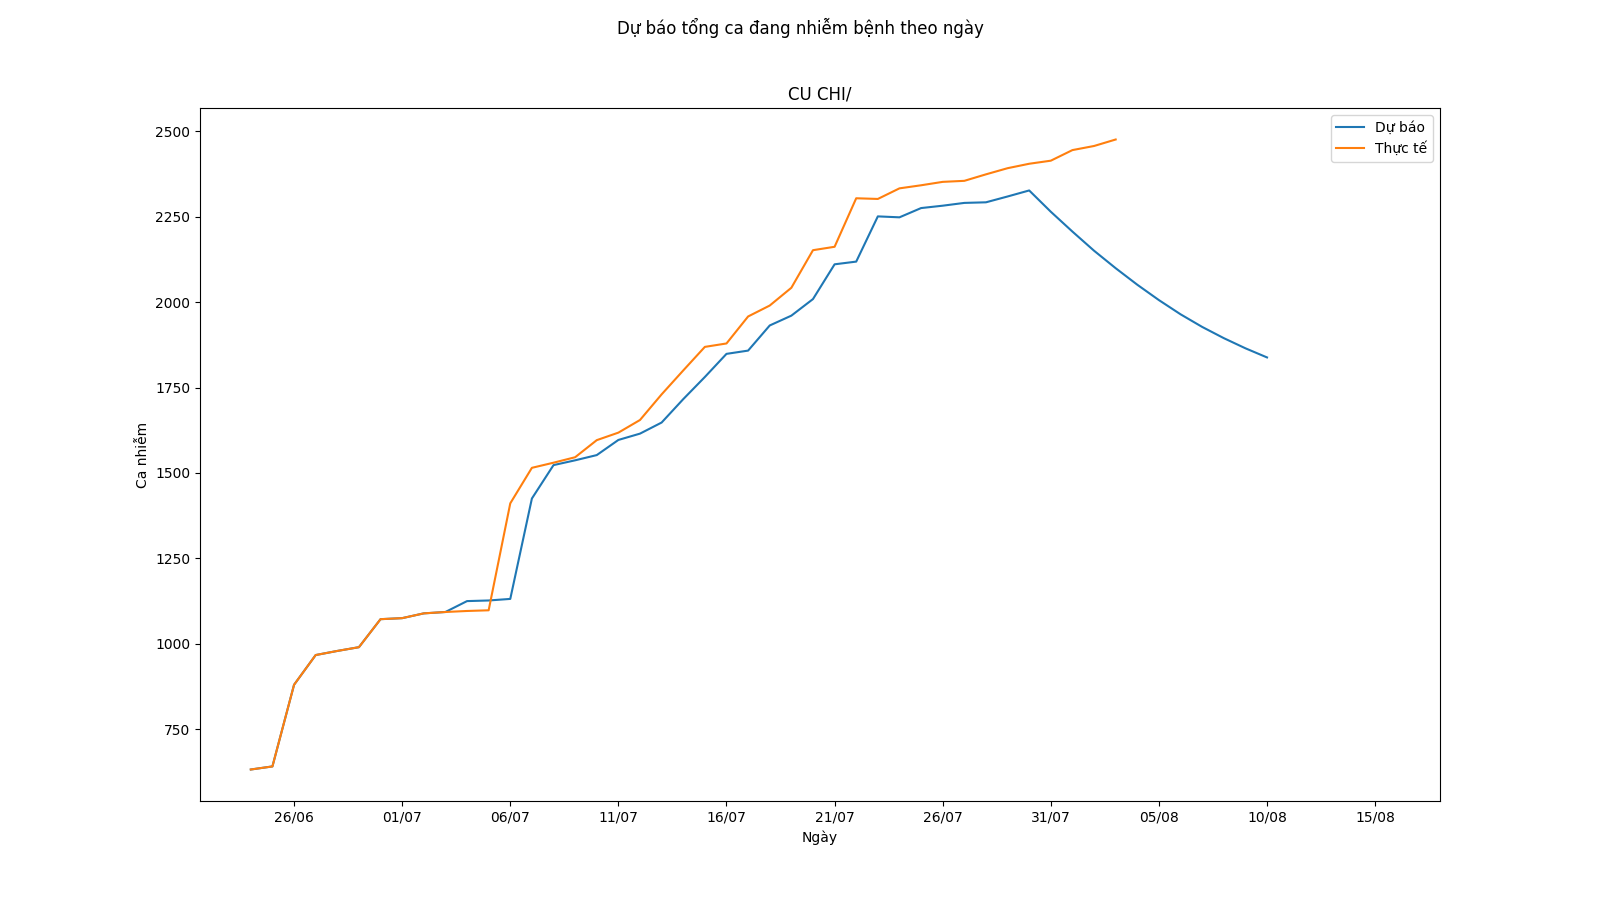 Dự báo tổng ca đang nhiễm bệnh theo ngày
CU CHI/
Dự báo
Thực tế
2500
2250
2000
1750
1500
1250
1000
750
Ca nhiễm
26/06 01/07 06/07 11/07 16/07 21/07 26/07 31/07 05/08 10/08 15/08
Ngày